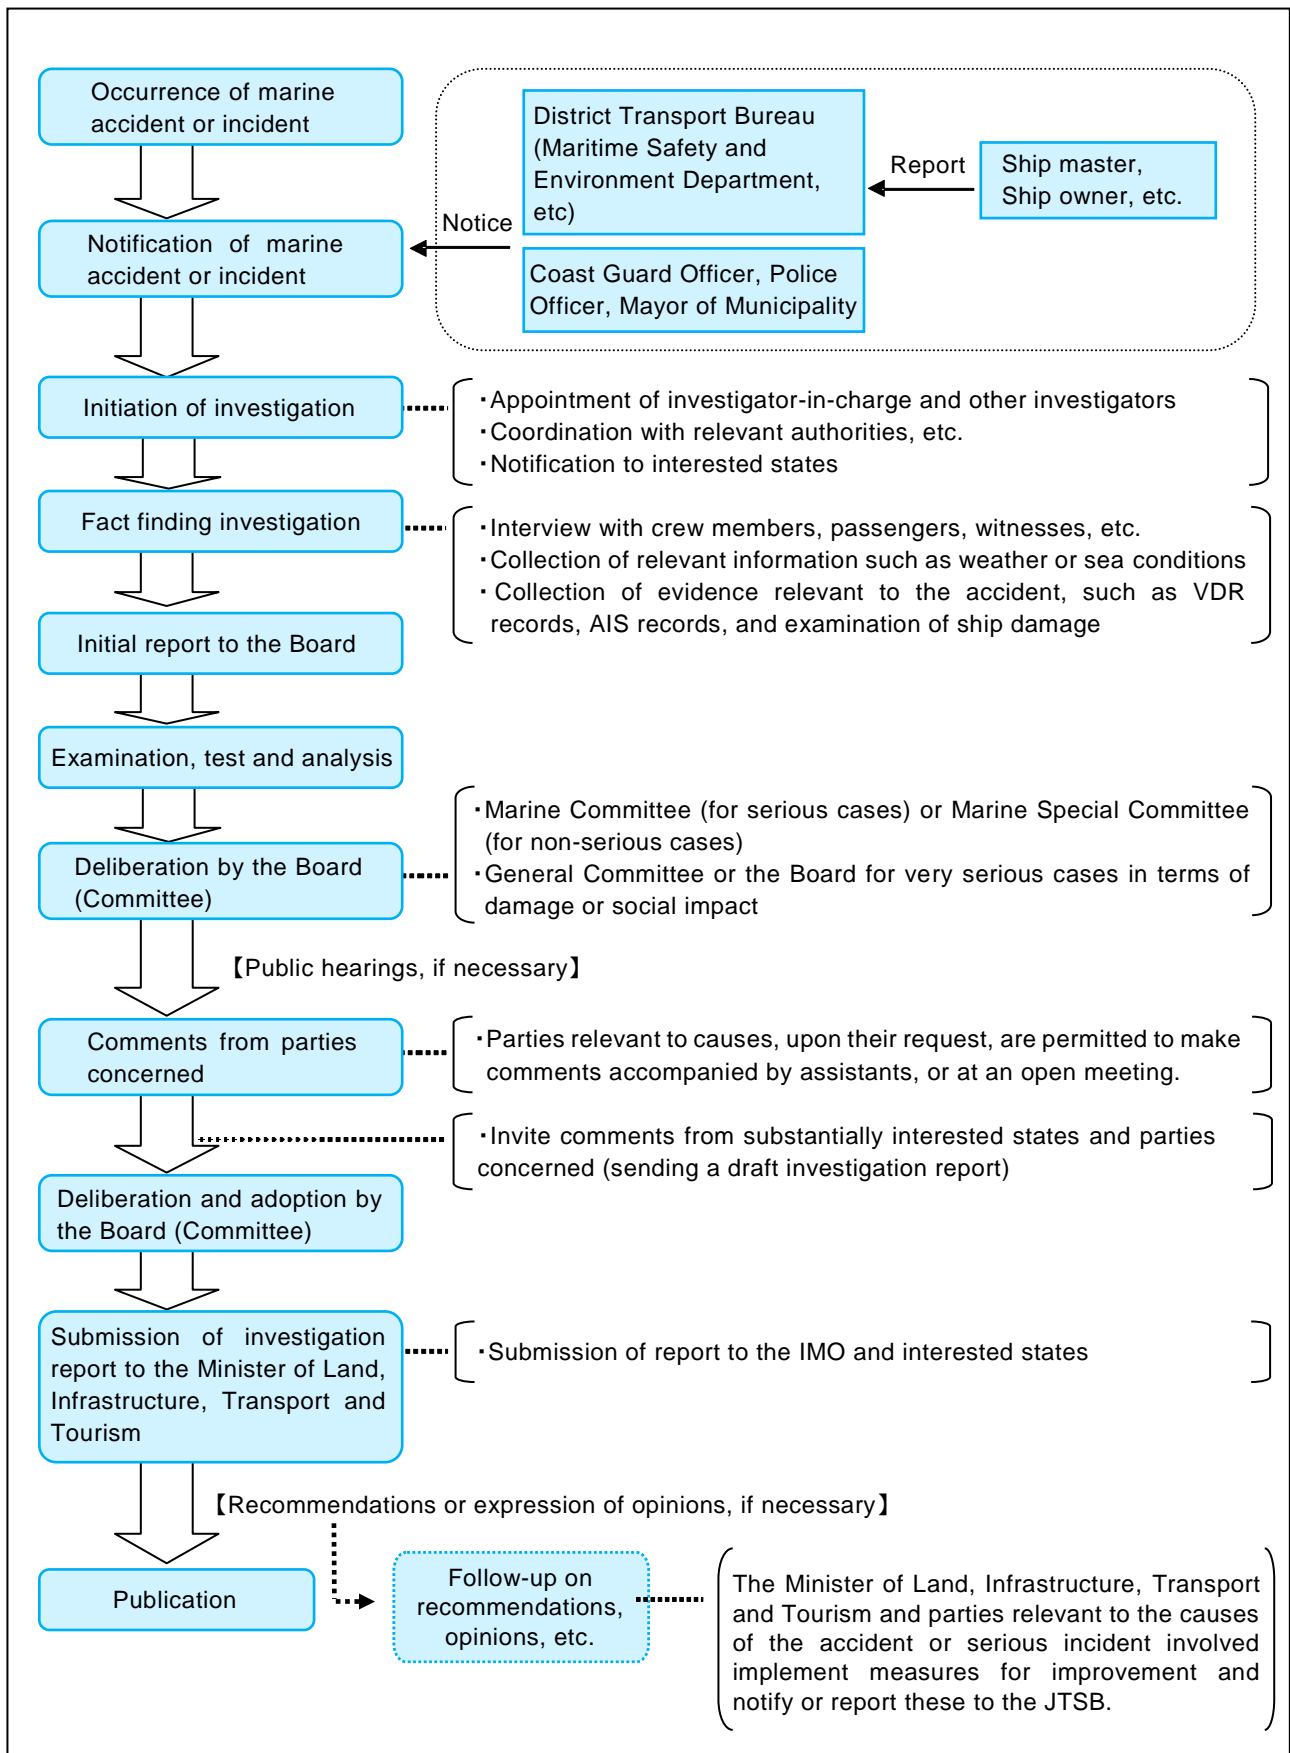 Occurrence of marine
accident or incident
District Transport Bureau
(Maritime Safety and
Environment Department,
etc)
Report
Ship master,
Ship owner, etc.
Notice
Notification of marine
accident or incident
Coast Guard Officer, Police
Officer, Mayor of Municipality
Initiation of investigation
・Appointment of investigator-in-charge and other investigators
・Coordination with relevant authorities, etc.
・Notification to interested states
Fact finding investigation
・Interview with crew members, passengers, witnesses, etc.
・Collection of relevant information such as weather or sea conditions
・Collection of evidence relevant to the accident, such as VDR
records, AIS records, and examination of ship damage
Initial report to the Board
Examination, test and analysis
・Marine Committee (for serious cases) or Marine Special Committee
(for non-serious cases)
・General Committee or the Board for very serious cases in terms of
damage or social impact
Deliberation by the Board
(Committee)
【Public hearings, if necessary】
Comments from parties
concerned
・Parties relevant to causes, upon their request, are permitted to make
comments accompanied by assistants, or at an open meeting.
・Invite comments from substantially interested states and parties
concerned (sending a draft investigation report)
Deliberation and adoption by
the Board (Committee)
Submission of investigation
report to the Minister of Land,
Infrastructure, Transport and
Tourism
・Submission of report to the IMO and interested states
【Recommendations or expression of opinions, if necessary】
Publication
Follow-up on
recommendations,
opinions, etc.
The Minister of Land, Infrastructure, Transport
and Tourism and parties relevant to the causes
of the accident or serious incident involved
implement measures for improvement and
notify or report these to the JTSB.